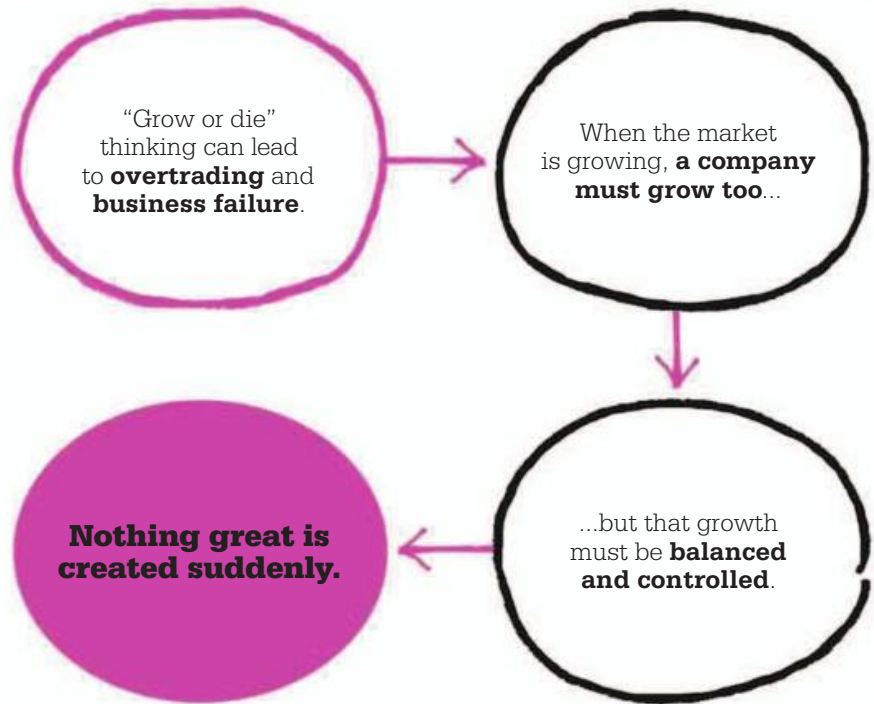 “Grow or die”
thinking can lead
to overtrading and
business failure.
When the market
is growing, a company
must grow too...
...but that growth
must be balanced
and controlled.
Nothing great is
created suddenly.